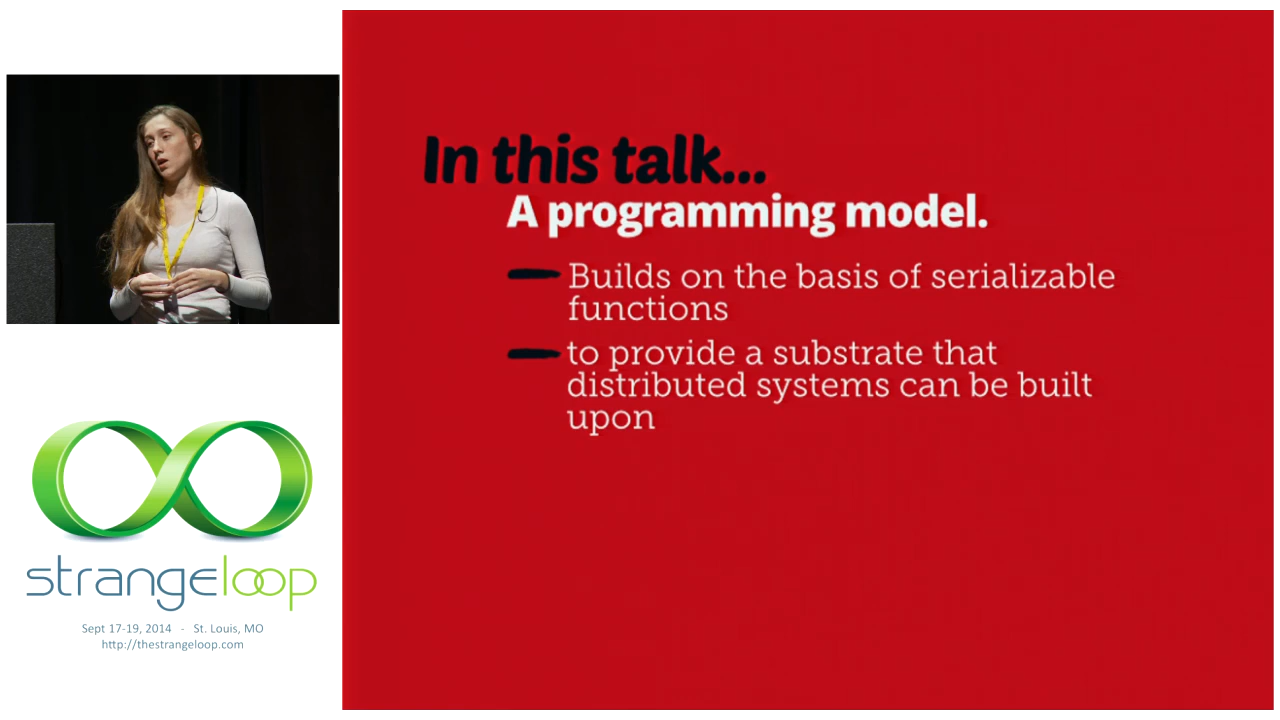 In this talk...
A programming model.
Builds on the basis of serializable
functions
to provide a substrate that
distributed systems can be built
upon
strangeloop
Sept 17-19, 2014 - St. Louis, MO
http://thestrangeloop.com